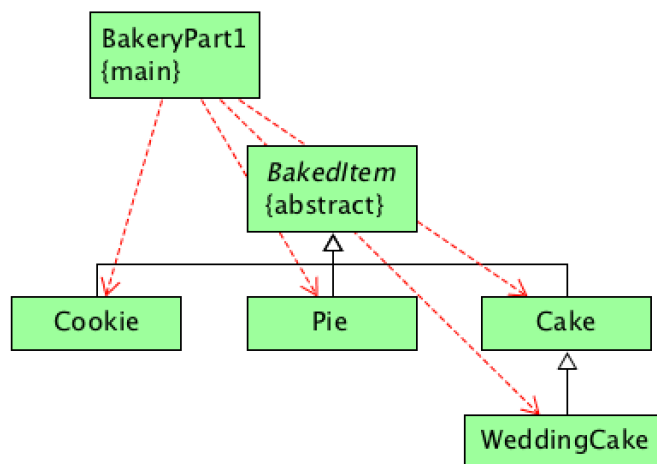 BakeryPart1
{main}
BakedItem
{abstract}
Cookie
Pie
Cake
WeddingCake